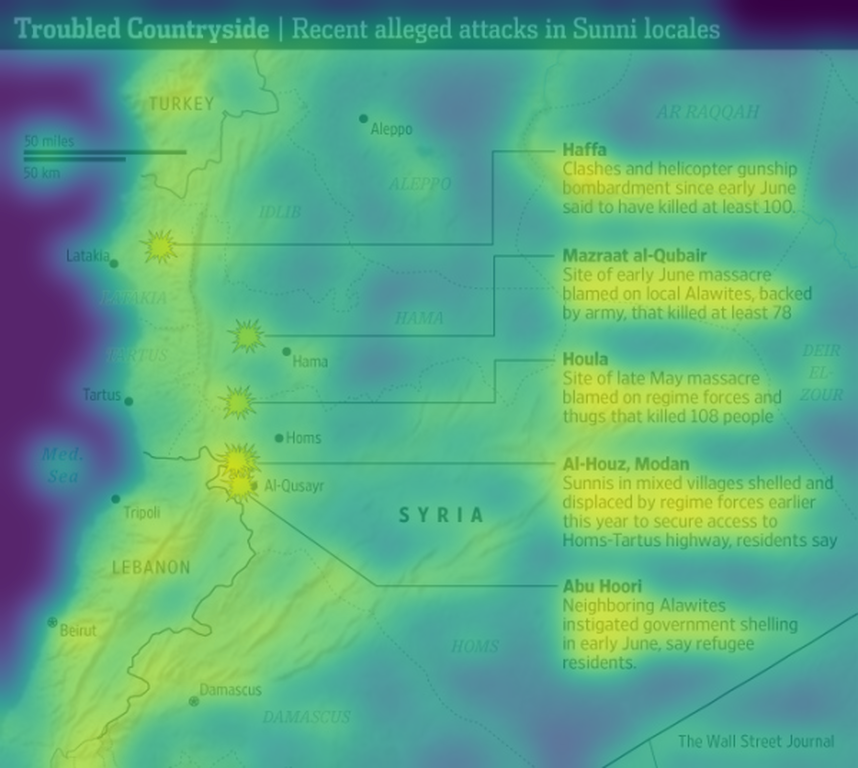 Troubled Countryside | Recent alleged attacks in Sunni locales
TURKEY
AR RAQQAH
50 miles
50 km
Aleppo
ALEPPO
IDLIB
Haffa
Clashes and helicopter gunship
bombardment since early June
said to have killed at least 100.
Latakia
LATAKIA
Mazraat al-Qubair
Site of early June massacre
blamed on local Alawites, backed
by army, that killed at least 78
HAMA
Hama
TARTUS
Houla
Site of late May massacre
blamed on regime forces and
thugs that killed 108 people
DEIR
EL-
ZOUR
Tartus
Homs
Med.
Sea
Al-Houz, Modan
Sunnis in mixed villages shelled and
displaced by regime forces earlier
this year to secure access to
Homs-Tartus highway, residents say
Al-Qusayr
Tripoli
SYRIA
LEBANON
Abu Hoori
Neighboring Alawites
instigated government shelling
in early June, say refugee
residents.
Beirut
HOMS
Damascus
DAMASCUS
The Wall Street Journal